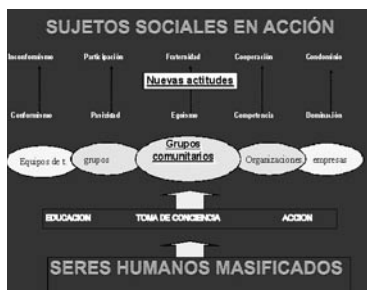 SUJETOS SOCIALES EN ACCIÓN
Inconformismo Participación Fraternidad Cooperación Condominio
Nuevas actitudes
Conformismo Pasividad Egoísmo Competencia Dominación
Grupos
comunitarios
Equipos de t. grupos Organizaciones empresas
EDUCACION TOMA DE CONCIENCIA ACCION
SERES HUMANOS MASIFICADOS